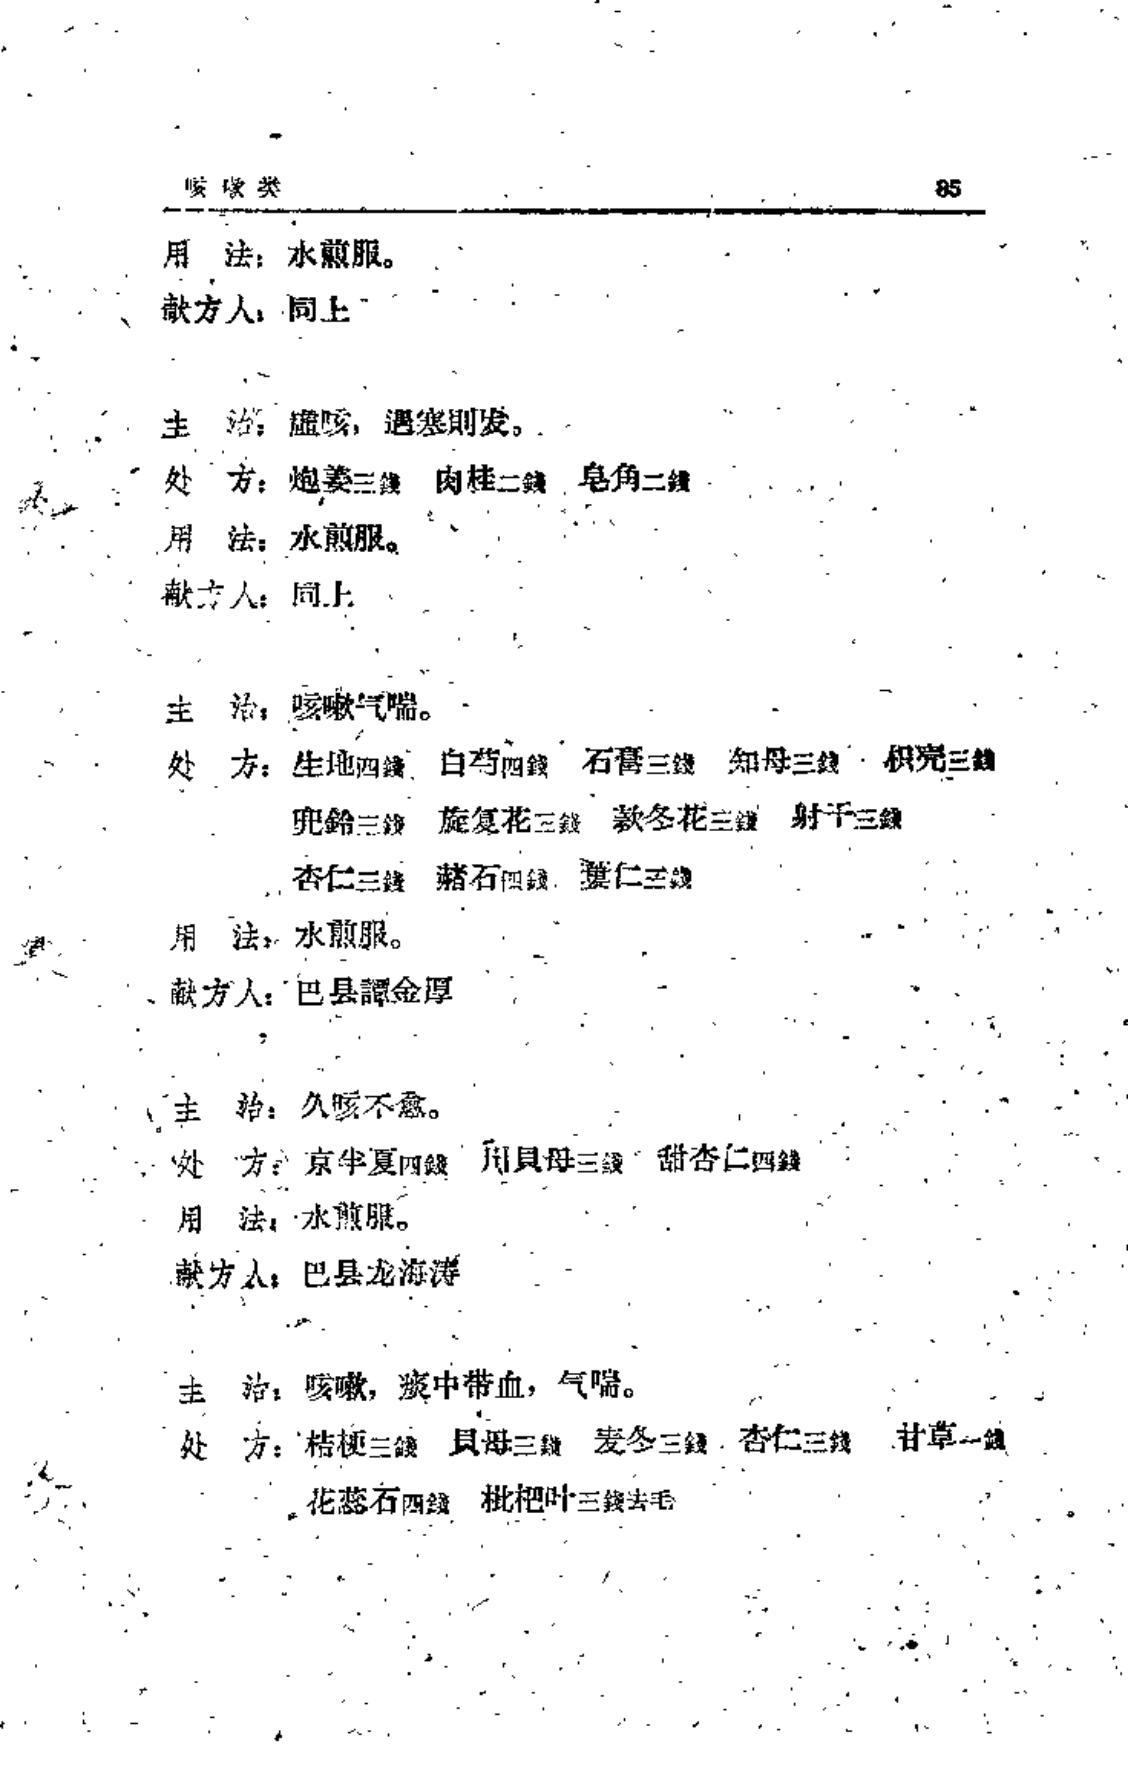 咳嗽类 85
用　法：水煎服。
献方人：同上
主　治：虛咳，遇寒則发。
处　方：炮姜三錢　肉桂二錢　皂角二錢
用　法：水煎服。
献方人：同上
主　治：咳嗽气喘。
处　方：生地四錢　白芍四錢　石膏三錢　知母三錢　枳壳三錢
兜鈴三錢　旋复花三錢　款冬花三錢　射干三錢
杏仁三錢　赭石四錢　蔞仁三錢
用　法：水煎服。
献方人：巴县譚金厚
主　治：久咳不愈。
处　方：京半夏四錢　川貝母三錢　甜杏仁四錢
用　法：水煎服。
献方人：巴县龙海涛
主　治：咳嗽，痰中带血，气喘。
处　方：桔梗三錢　貝母三錢　麦冬三錢　杏仁三錢　甘草一錢
花蕊石四錢　枇杷叶三錢去毛